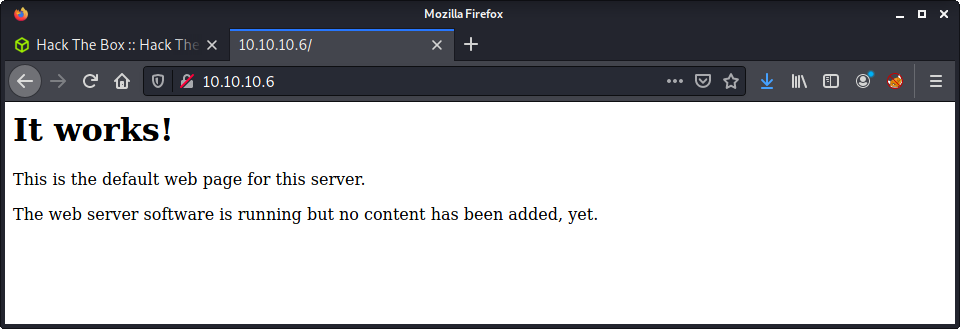 Mozilla Firefox
Hack The Box :: Hack The
10.10.10.6/
10.10.10.6
It works!
This is the default web page for this server.
The web server software is running but no content has been added, yet.